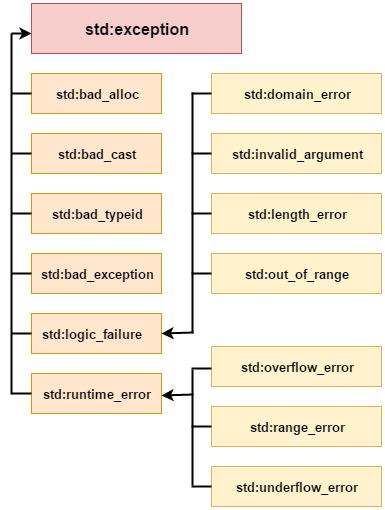 std:exception
std:bad_alloc
std:domain_error
std:bad_cast
std:invalid_argument
std:bad_typeid
std:length_error
std:bad_exception
std:out_of_range
std:logic_failure
std:overflow_error
std:runtime_error
std:range_error
std:underflow_error